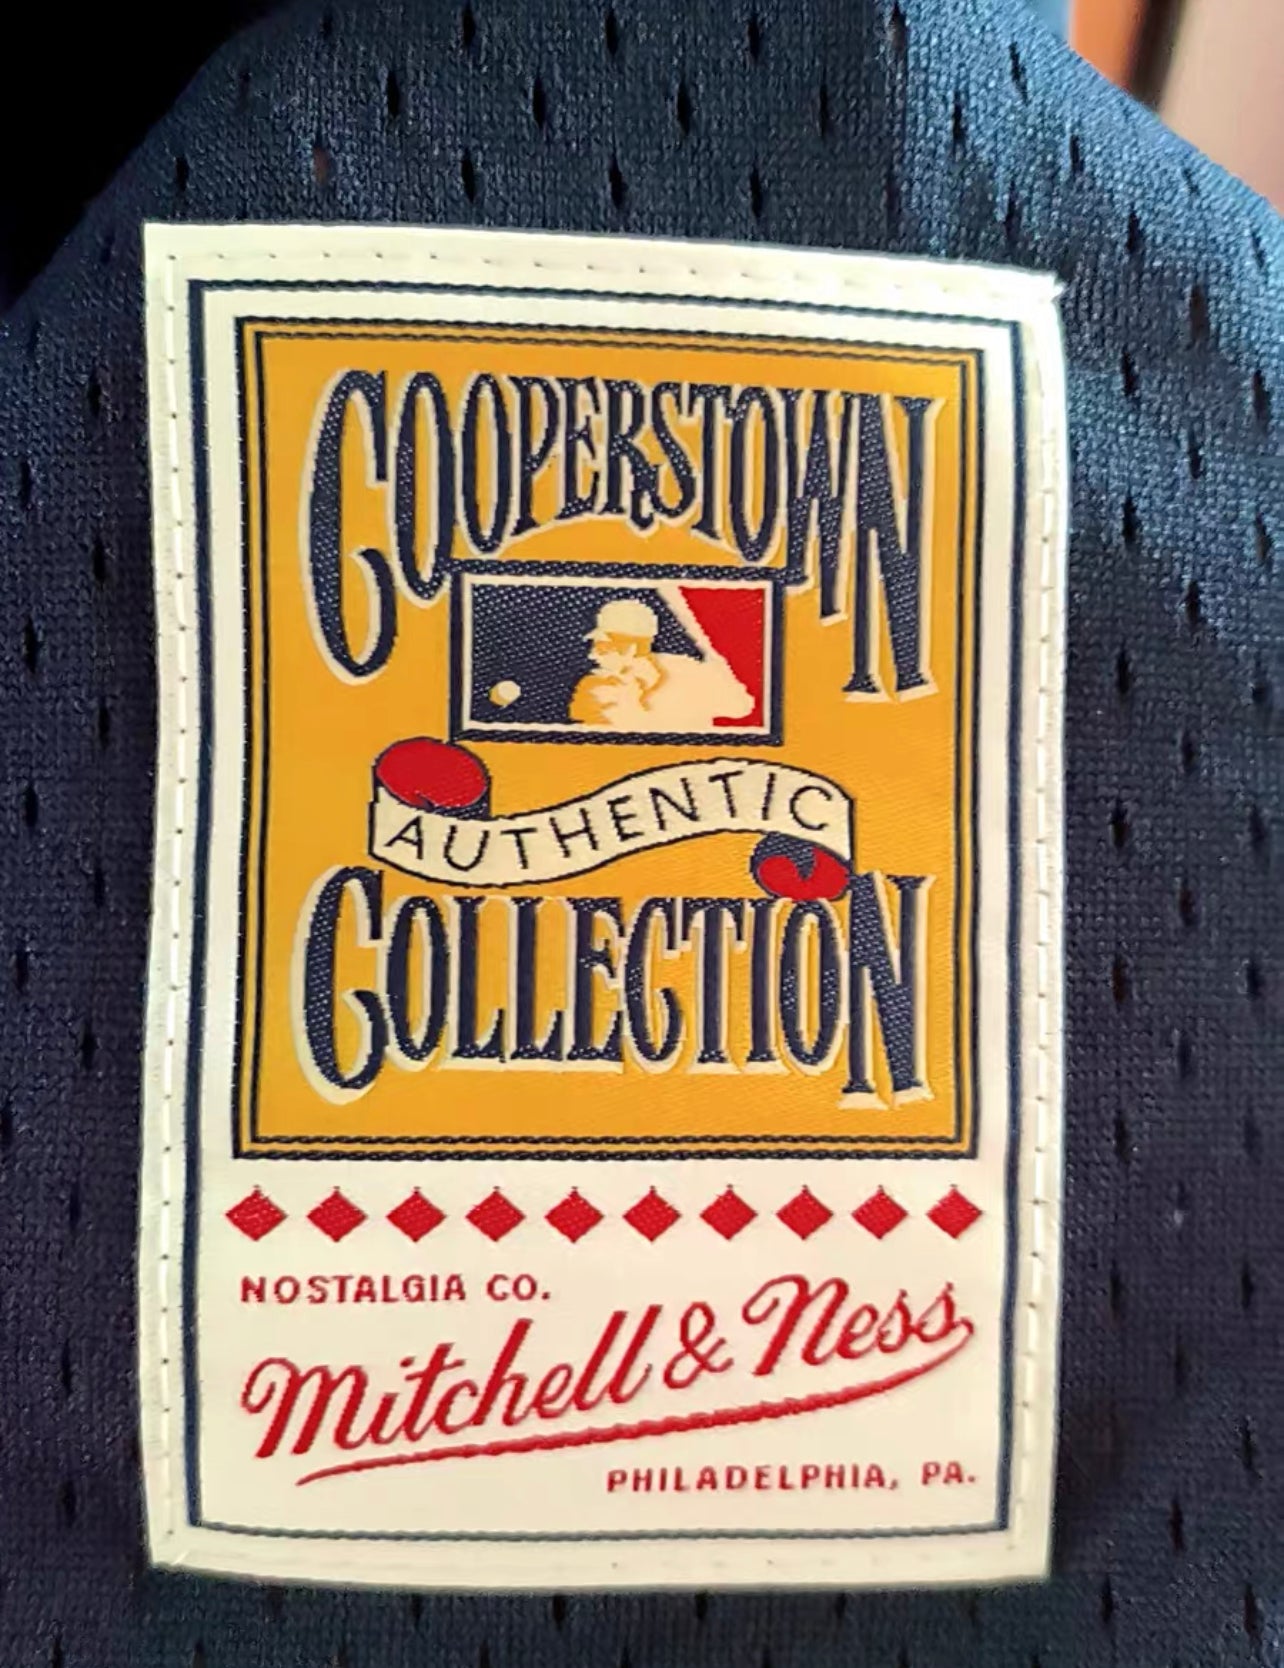 COOPERSTOWN
AUTHENTIC
COLLECTION
NOSTALGIA CO.
Mitchell & Ness
PHILADELPHIA, PA.